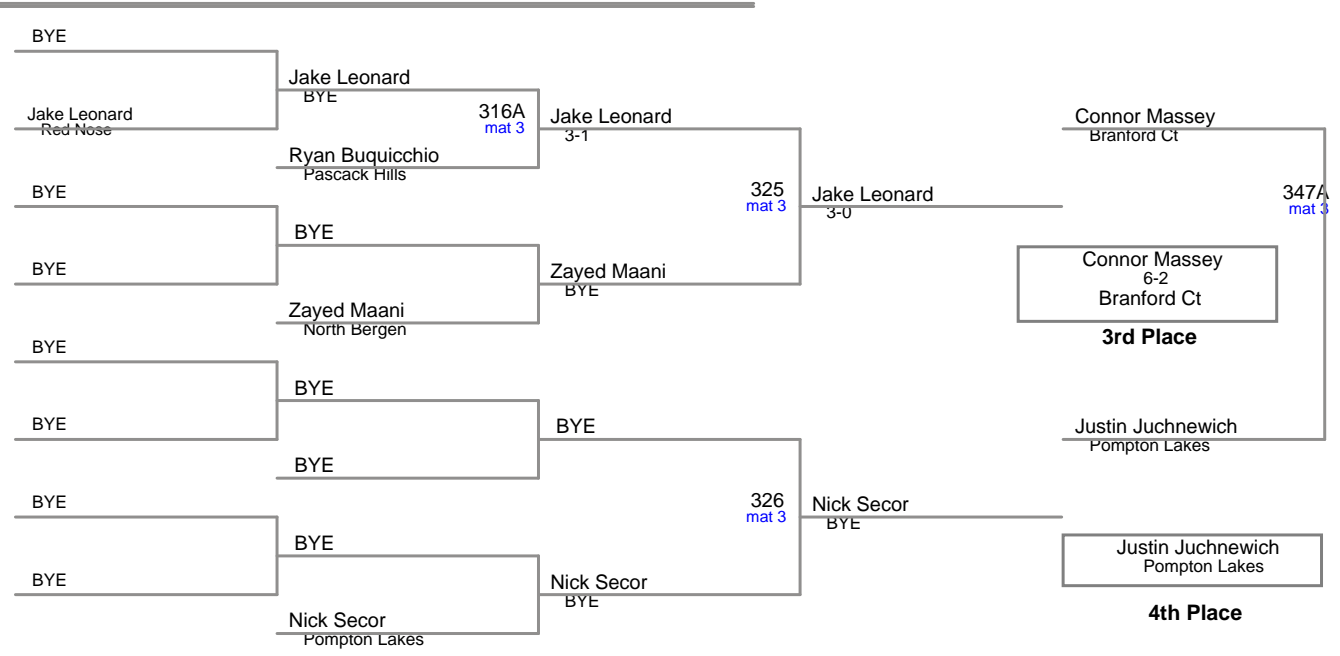 BYE
Jake Leonard
Red Nose
BYE
BYE
BYE
BYE
BYE
BYE
Jake Leonard
BYE
316A
mat 3
Ryan Buquicchio
Pascack Hills
BYE
Zayed Maani
North Bergen
BYE
BYE
BYE
Nick Secor
Pompton Lakes
Jake Leonard
3-1
325
mat 3
Zayed Maani
BYE
BYE
326
mat 3
Nick Secor
BYE
Jake Leonard
3-0
Nick Secor
BYE
Connor Massey
Branford Ct
347A
mat 3
Connor Massey
6-2
Branford Ct
3rd Place
Justin Juchnewich
Pompton Lakes
Justin Juchnewich
Pompton Lakes
4th Place